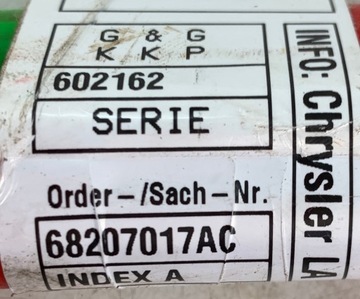 G & G
K K P
602162
SERIE
Order-/Sach-Nr.
68207017AC
INDEX A
INFO: Chrysler LA